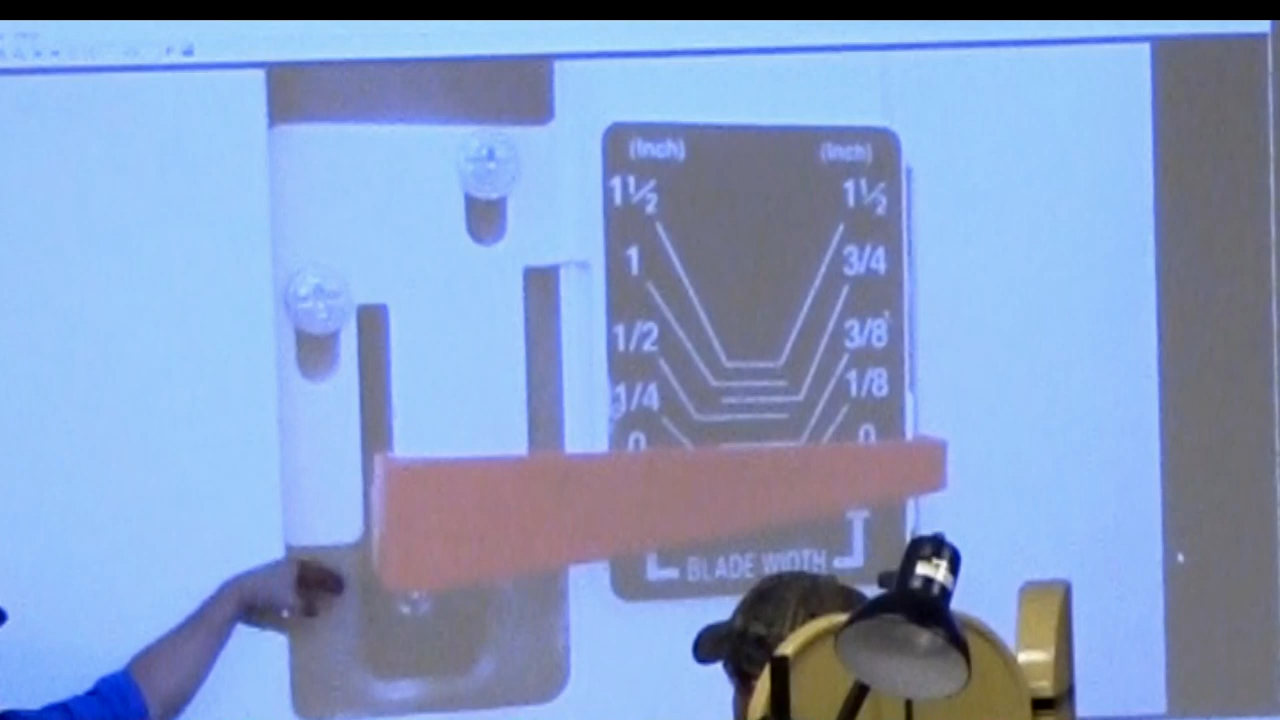 (Inch) (Inch)
1½ 1½
1 3/4
1/2 3/8
1/4 1/8
0 0
BLADE WIDTH